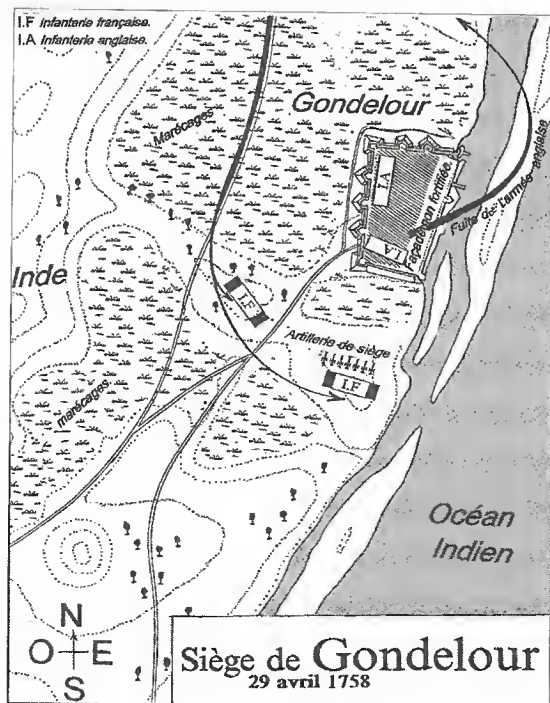 I.F Infanterie française.
I.A Infanterie anglaise.
Gondelour
Marécages
I.A
I.A
fortifiée
Fuite de l'armée anglaise
Inde
I.F
Artillerie de siège
I.F
marécages
Océan
Indien
N
O E
S
Siège de Gondelour
29 avril 1758